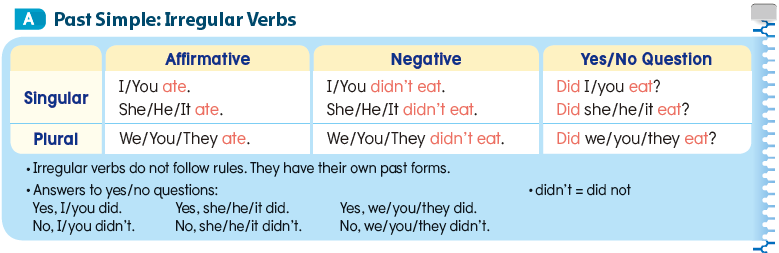 A Past Simple: Irregular Verbs
Affirmative Negative Yes/No Question
Singular
I/You ate. I/You didn't eat. Did I/you eat?
She/He/It ate. She/He/It didn't eat. Did she/he/it eat?
Plural We/You/They ate. We/You/They didn't eat. Did we/you/they eat?
• Irregular verbs do not follow rules. They have their own past forms.
• Answers to yes/no questions: • didn't = did not
Yes, I/you did. Yes, she/he/it did. Yes, we/you/they did.
No, I/you didn't. No, she/he/it didn't. No, we/you/they didn't.